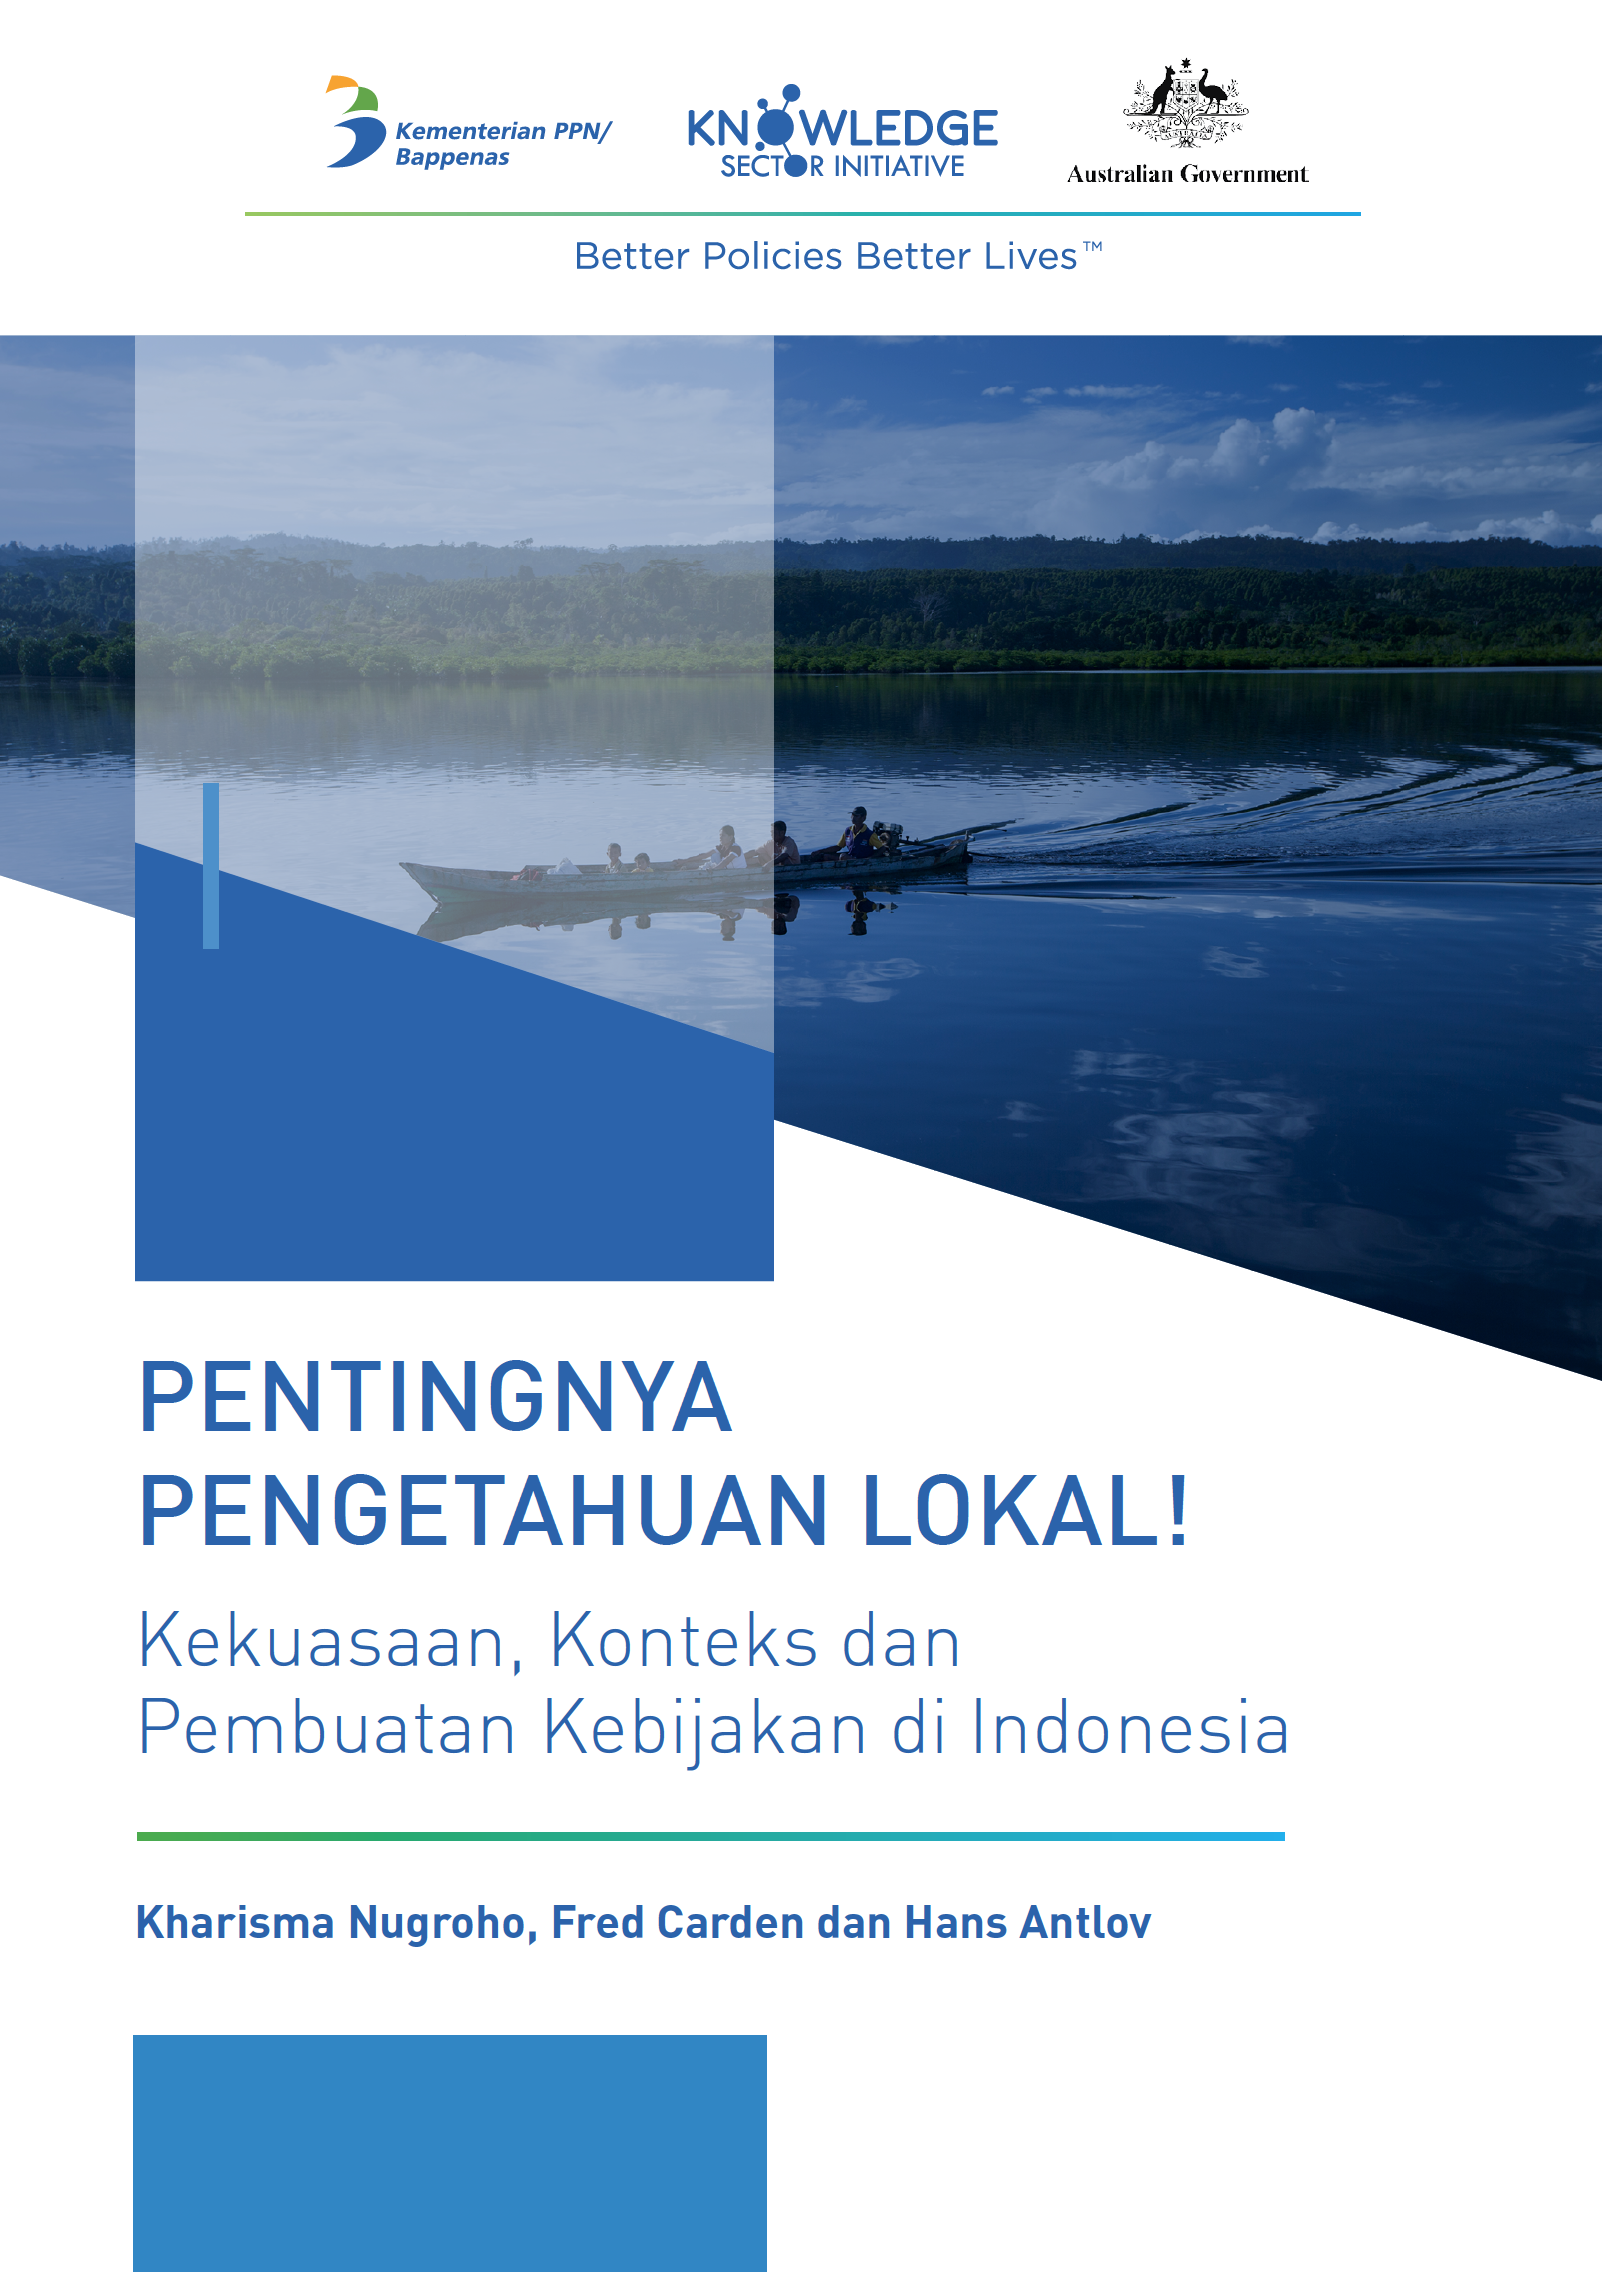 Kementerian PPN/
Bappenas
KNOWLEDGE
SECTOR INITIATIVE
AUSTRALIA
Australian Government
Better Policies Better Lives™
PENTINGNYA
PENGETAHUAN LOKAL!
Kekuasaan, Konteks dan
Pembuatan Kebijakan di Indonesia
Kharisma Nugroho, Fred Carden dan Hans Antlov